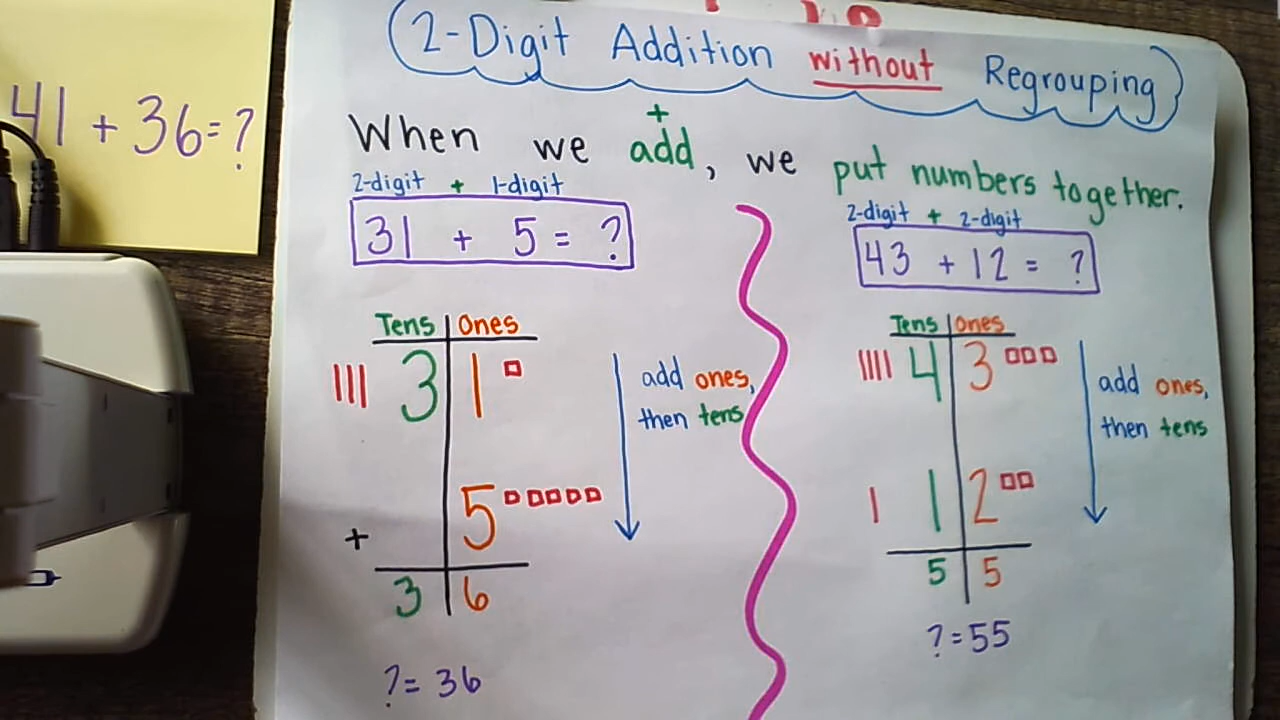 41 + 36 = ?
2-Digit Addition without Regrouping
+
When we add, we put numbers together.
2-digit + 1-digit
31 + 5 = ?
Tens Ones
3 1
add ones,
then tens
+ 5
3 6
? = 36
2-digit + 2-digit
43 + 12 = ?
Tens Ones
4 3
add ones,
then tens
1 2
5 5
? = 55